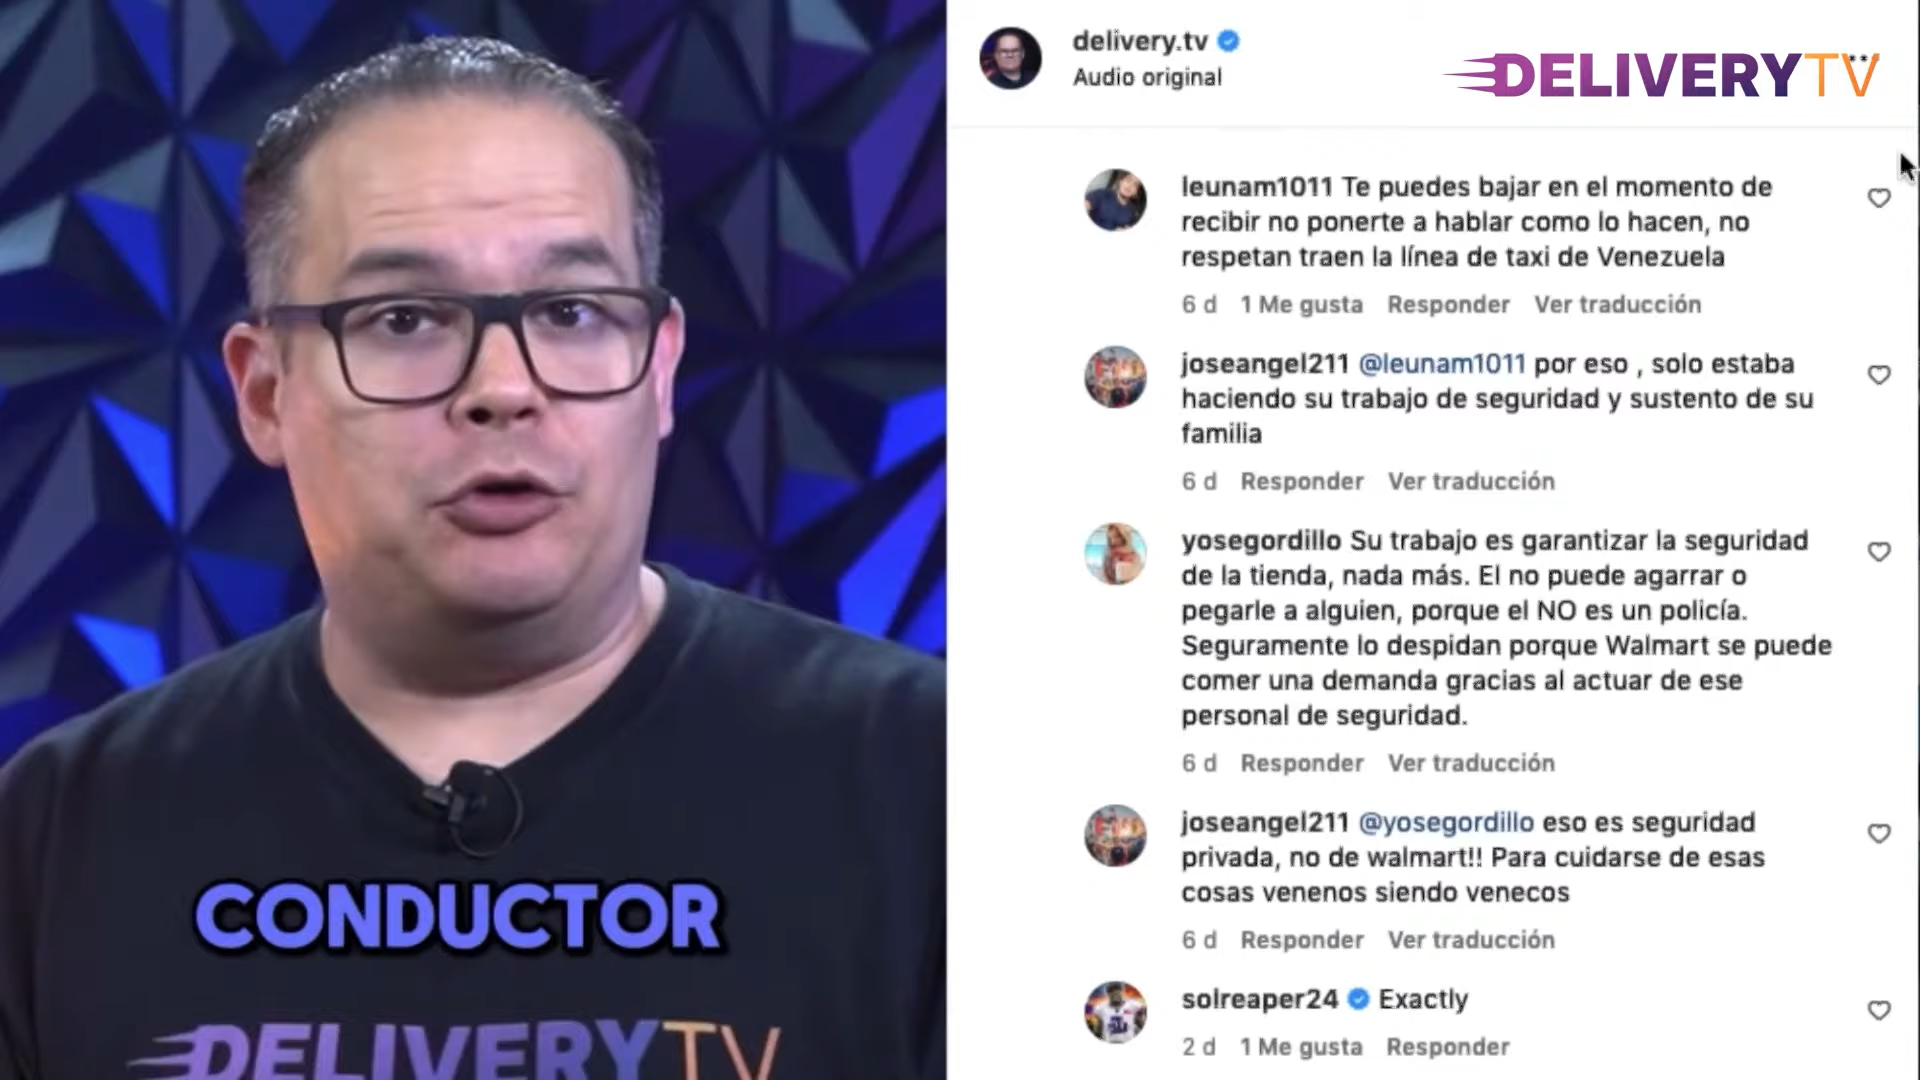 delivery.tv
Audio original
DELIVERYTV
leunam1011 Te puedes bajar en el momento de
recibir no ponerte a hablar como lo hacen, no
respetan traen la línea de taxi de Venezuela
6 d 1 Me gusta Responder Ver traducción
joseangel211 @leunam1011 por eso , solo estaba
haciendo su trabajo de seguridad y sustento de su
familia
6 d Responder Ver traducción
yosegordillo Su trabajo es garantizar la seguridad
de la tienda, nada más. El no puede agarrar o
pegarle a alguien, porque el NO es un policía.
Seguramente lo despidan porque Walmart se puede
comer una demanda gracias al actuar de ese
personal de seguridad.
6 d Responder Ver traducción
joseangel211 @yosegordillo eso es seguridad
privada, no de walmart!! Para cuidarse de esas
cosas venenos siendo venecos
6 d Responder Ver traducción
solreaper24 Exactly
2 d 1 Me gusta Responder
CONDUCTOR
DELIVERYTV